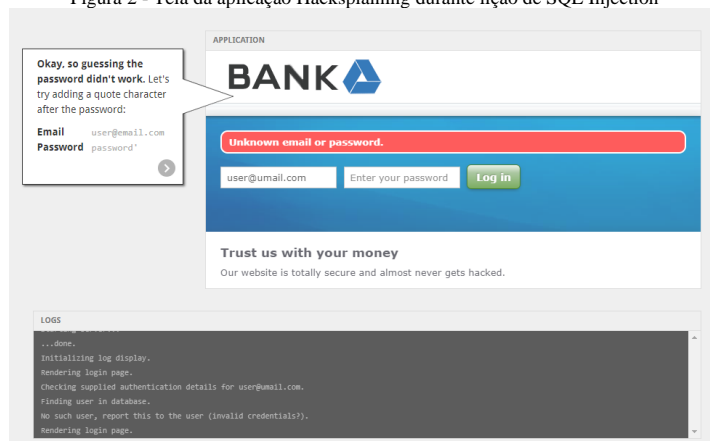 Figura 2 - Tela da aplicação Hacksplaining durante lição de SQL Injection
APPLICATION
Okay, so guessing the
password didn't work. Let's
try adding a quote character
after the password:
Email user@email.com
Password password'
BANK
Unknown email or password.
user@umail.com Enter your password Log in
Trust us with your money
Our website is totally secure and almost never gets hacked.
LOGS
...done.
Initializing log display.
Rendering login page.
Checking supplied authentication details for user@umail.com.
Finding user in database.
No such user, report this to the user (invalid credentials?).
Rendering login page.